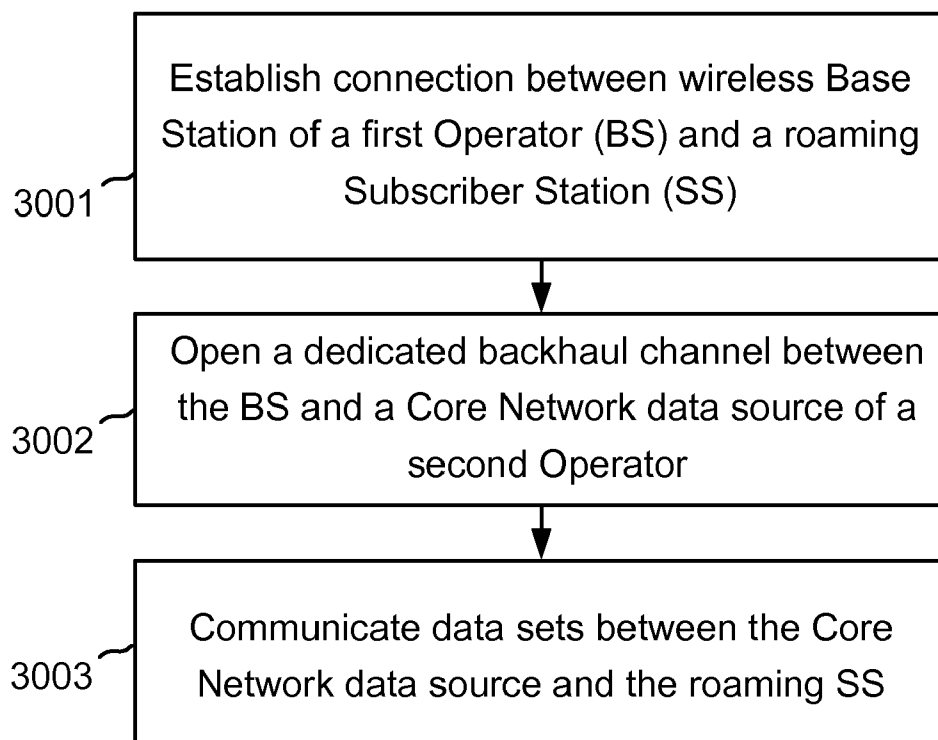 Establish connection between wireless Base
Station of a first Operator (BS) and a roaming
Subscriber Station (SS)
3001
Open a dedicated backhaul channel between
the BS and a Core Network data source of a
second Operator
3002
Communicate data sets between the Core
Network data source and the roaming SS
3003